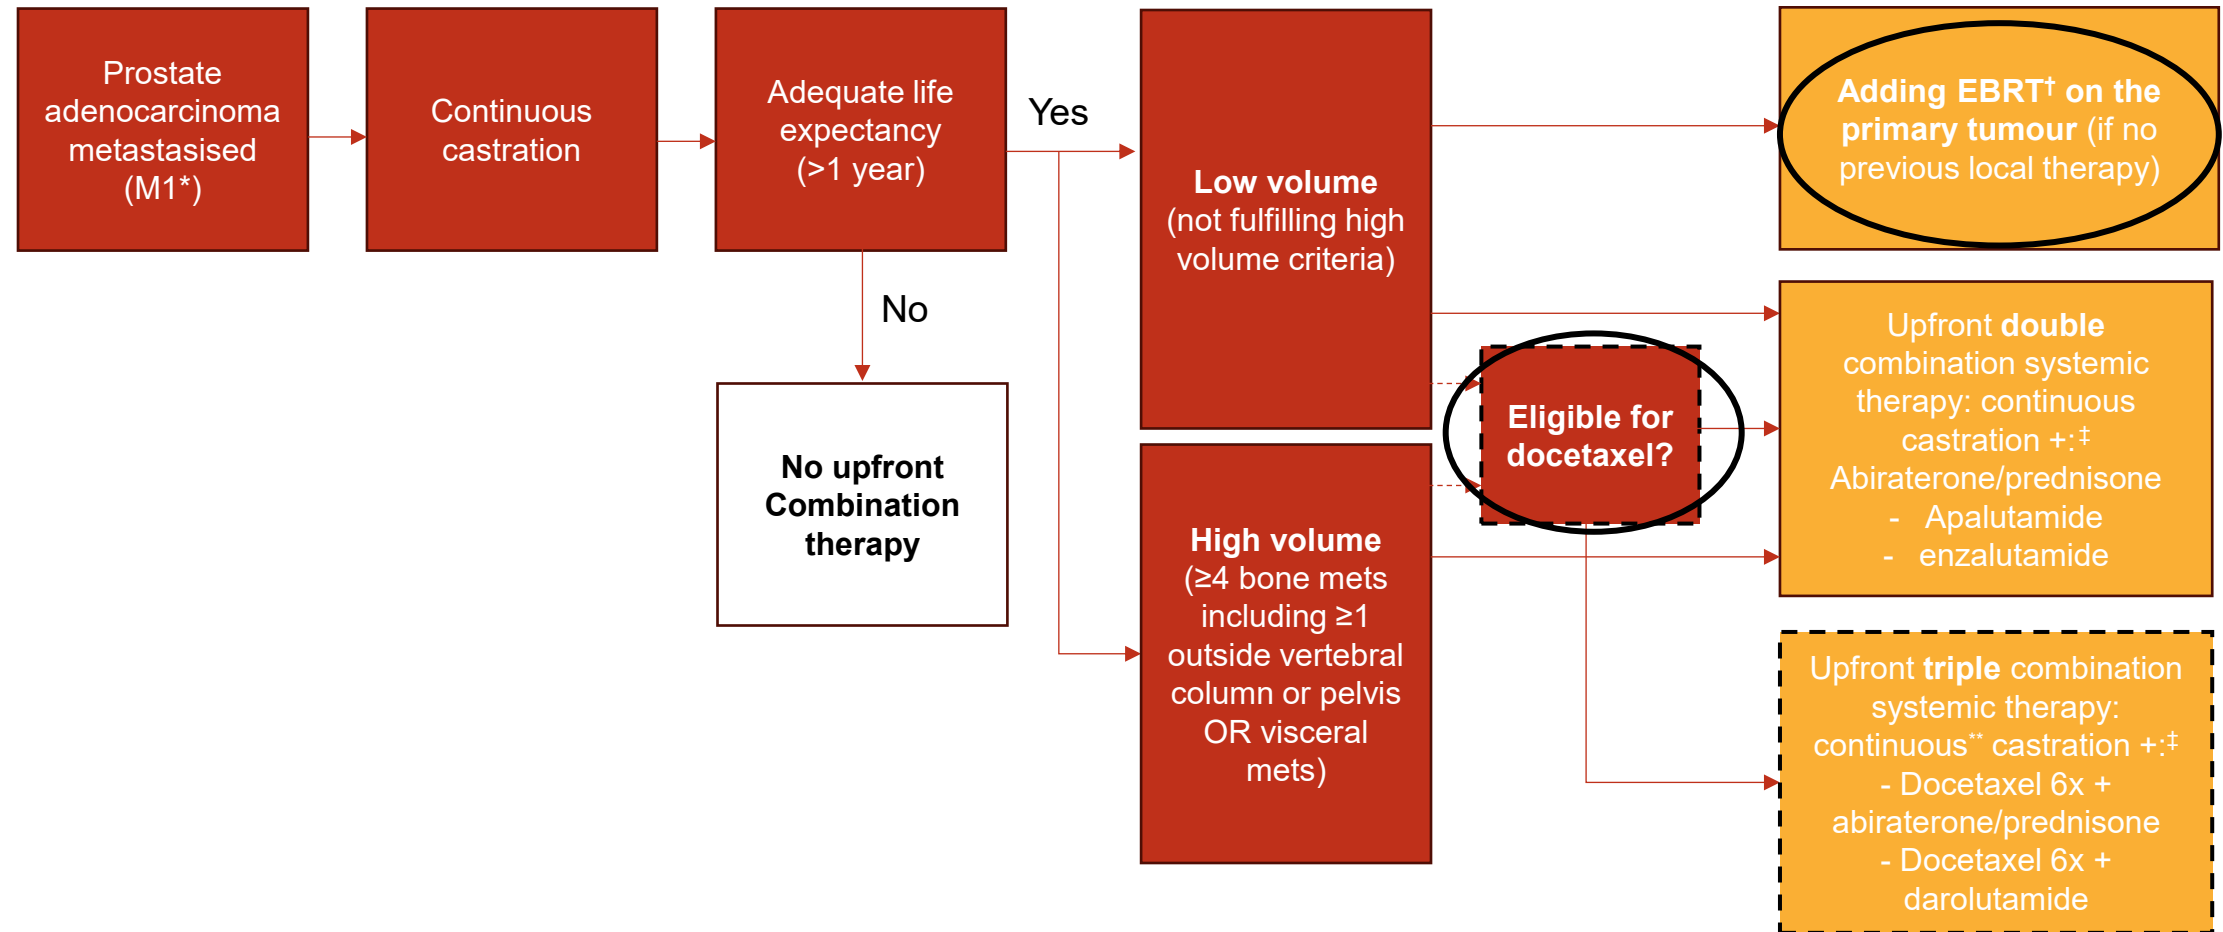 Prostate
adenocarcinoma
metastasised
(M1*)
Continuous
castration
Adequate life
expectancy
(>1 year)
Yes
No
No upfront
Combination
therapy
Low volume
(not fulfilling high
volume criteria)
High volume
(≥4 bone mets
including ≥1
outside vertebral
column or pelvis
OR visceral
mets)
Eligible for
docetaxel?
Adding EBRT† on the
primary tumour (if no
previous local therapy)
Upfront double
combination systemic
therapy: continuous
castration +:‡
Abiraterone/prednisone
- Apalutamide
- enzalutamide
Upfront triple combination
systemic therapy:
continuous** castration +:‡
- Docetaxel 6x +
abiraterone/prednisone
- Docetaxel 6x +
darolutamide